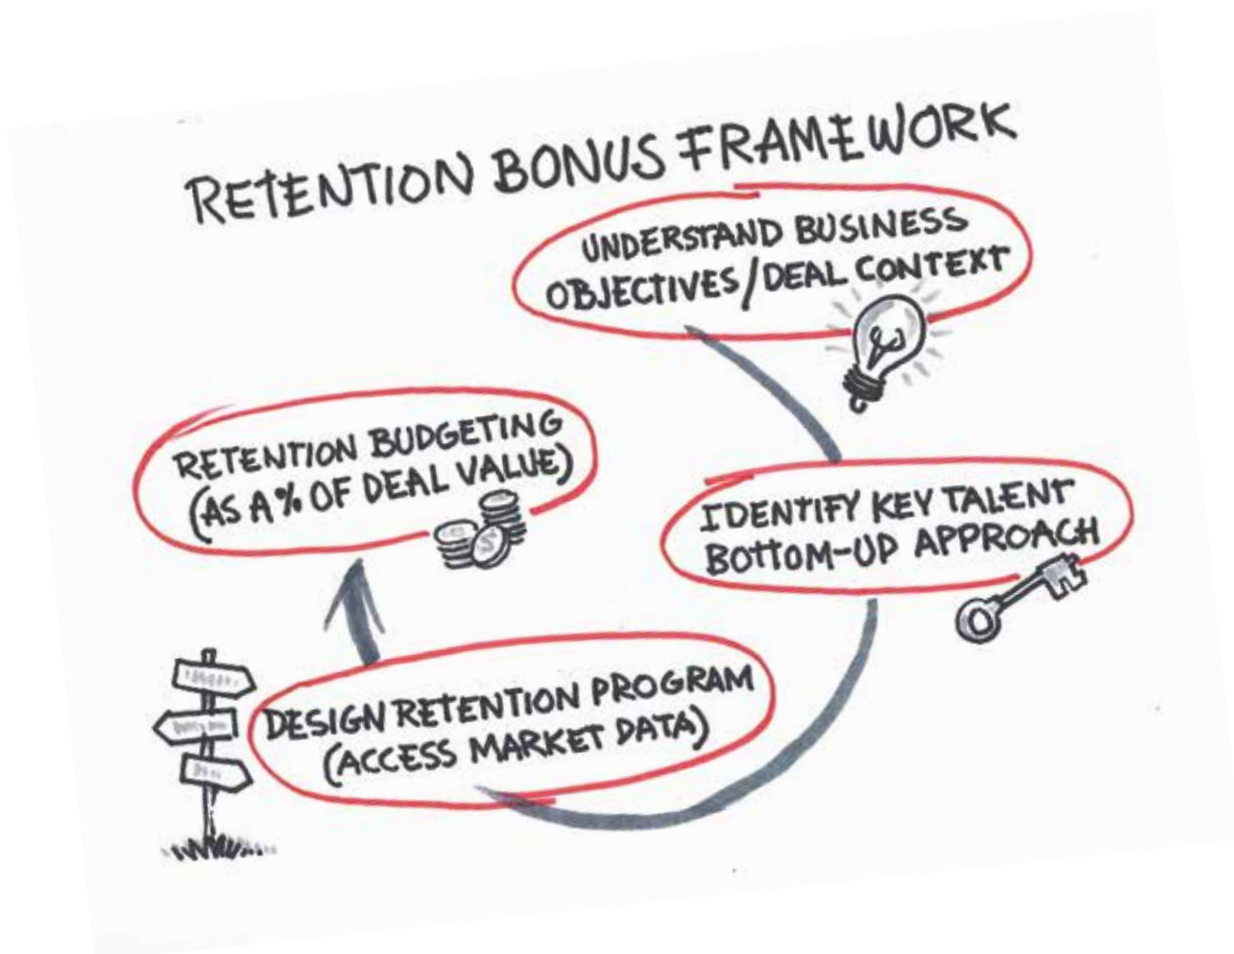 RETENTION BONUS FRAMEWORK
UNDERSTAND BUSINESS
OBJECTIVES/DEAL CONTEXT
IDENTIFY KEY TALENT
BOTTOM-UP APPROACH
DESIGN RETENTION PROGRAM
(ACCESS MARKET DATA)
RETENTION BUDGETING
(AS A % OF DEAL VALUE)
$